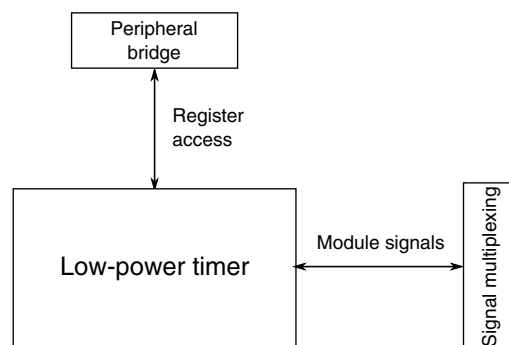 Peripheral
bridge
Register
access
Low-power timer
Module signals
Signal multiplexing